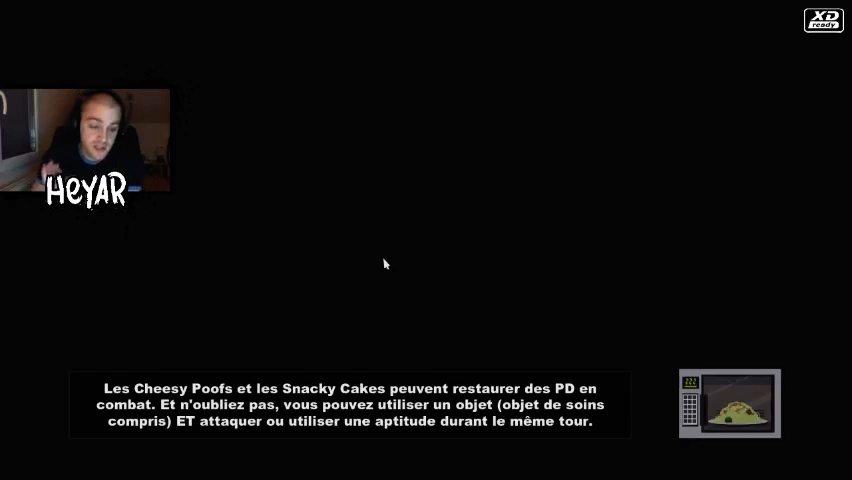 XD
ready
HEYAR
Les Cheesy Poofs et les Snacky Cakes peuvent restaurer des PD en
combat. Et n'oubliez pas, vous pouvez utiliser un objet (objet de soins
compris) ET attaquer ou utiliser une aptitude durant le même tour.